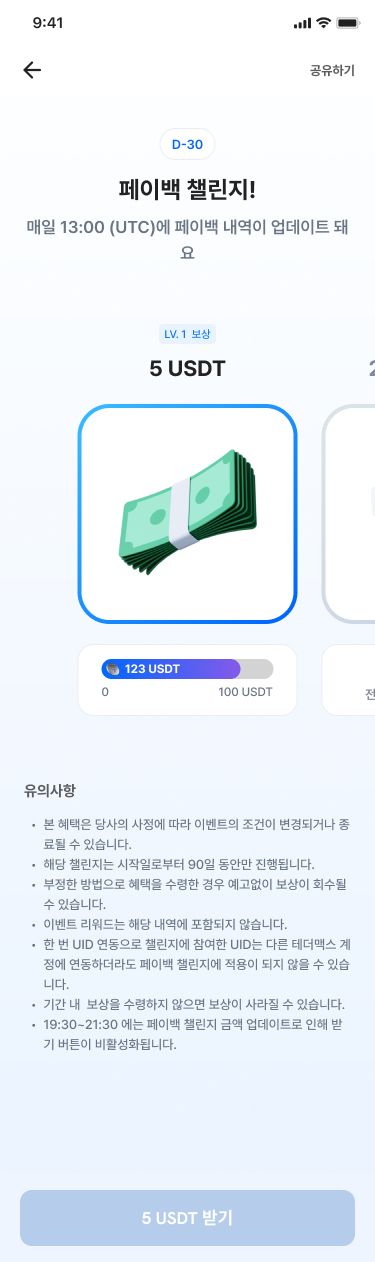 9:41
공유하기
D-30
페이백 챌린지!
매일 13:00 (UTC)에 페이백 내역이 업데이트 돼
요
LV. 1 보상
5 USDT
123 USDT
0 100 USDT
전
유의사항
• 본 혜택은 당사의 사정에 따라 이벤트의 조건이 변경되거나 종
료될 수 있습니다.
• 해당 챌린지는 시작일로부터 90일 동안만 진행됩니다.
• 부정한 방법으로 혜택을 수령한 경우 예고없이 보상이 회수될
수 있습니다.
• 이벤트 리워드는 해당 내역에 포함되지 않습니다.
• 한 번 UID 연동으로 챌린지에 참여한 UID는 다른 테더맥스 계
정에 연동하더라도 페이백 챌린지에 적용이 되지 않을 수 있습
니다.
• 기간 내 보상을 수령하지 않으면 보상이 사라질 수 있습니다.
• 19:30~21:30 에는 페이백 챌린지 금액 업데이트로 인해 받
기 버튼이 비활성화됩니다.
5 USDT 받기